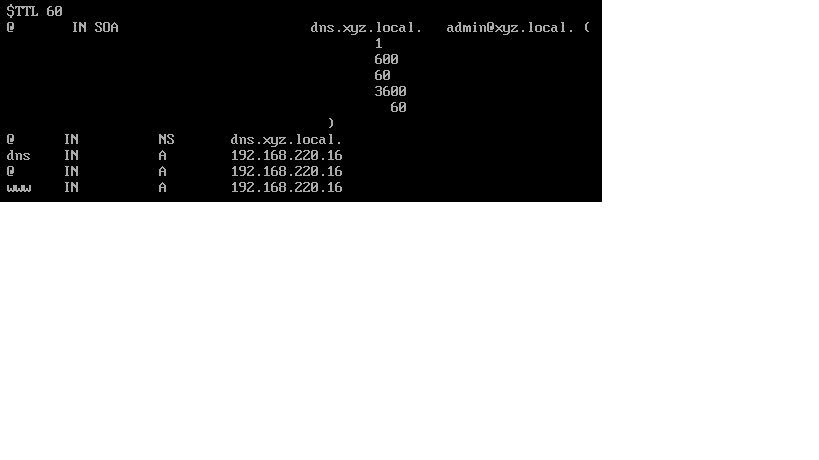 $TTL 60
@ IN SOA dns.xyz.local. admin@xyz.local. (
1
600
60
3600
60
)
@ IN NS dns.xyz.local.
dns IN A 192.168.220.16
@ IN A 192.168.220.16
www IN A 192.168.220.16